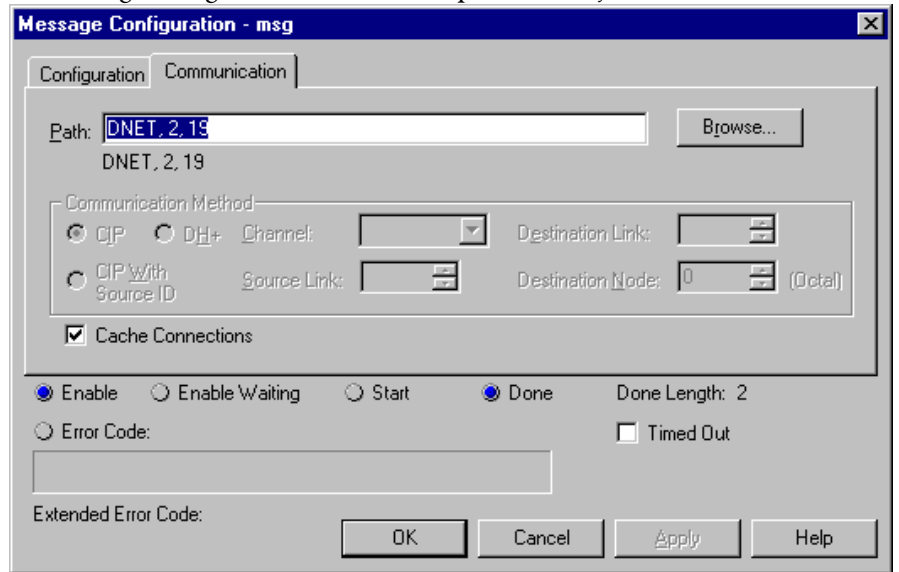 Message Configuration - msg
Configuration Communication
Path: DNET, 2, 19 Browse...
DNET, 2, 19
Communication Method
CIP DH+ Channel: Destination Link:
CIP With Source ID Source Link: Destination Node: 0 (Octal)
Cache Connections
Enable Enable Waiting Start Done Done Length: 2
Error Code: Timed Out
Extended Error Code:
OK Cancel Apply Help